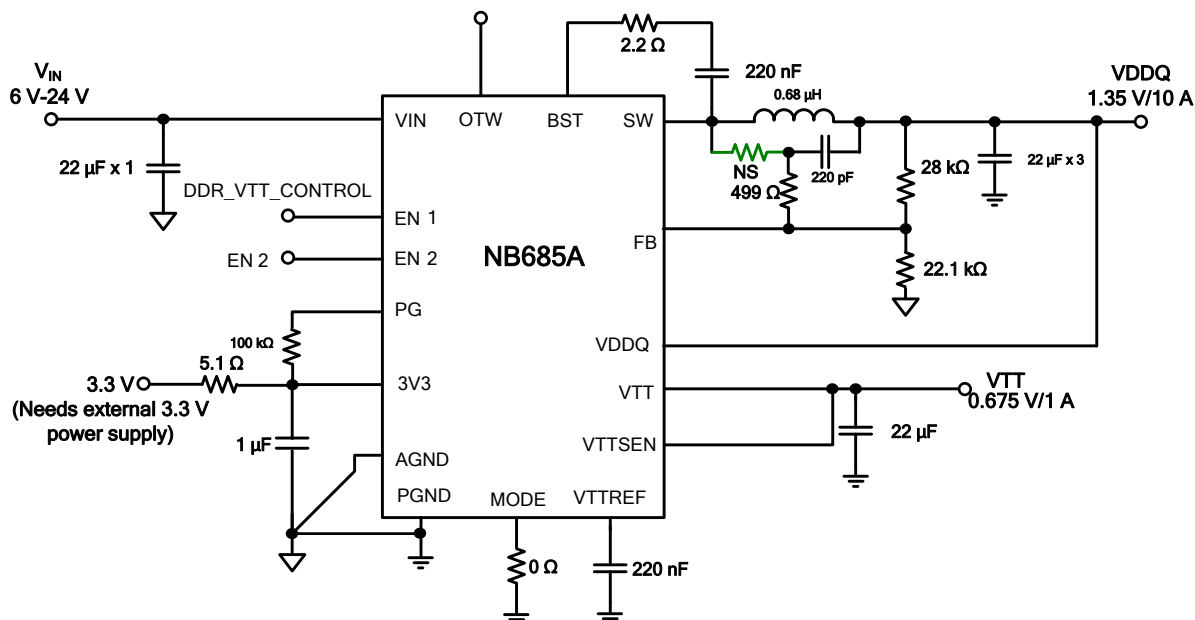 2.2 Ω
V_IN
6 V-24 V
220 nF
VDDQ
1.35 V/10 A
0.68 µH
VIN
OTW
BST
SW
22 µF x 1
NS
499 Ω
220 pF
28 kΩ
22 µF x 3
DDR_VTT_CONTROL
EN 1
FB
EN 2
EN 2
NB685A
22.1 kΩ
PG
100 kΩ
VDDQ
5.1 Ω
3.3 V
(Needs external 3.3 V
power supply)
3V3
VTT
VTT
0.675 V/1 A
1 µF
VTTSEN
22 µF
AGND
PGND
MODE
VTTREF
0 Ω
220 nF